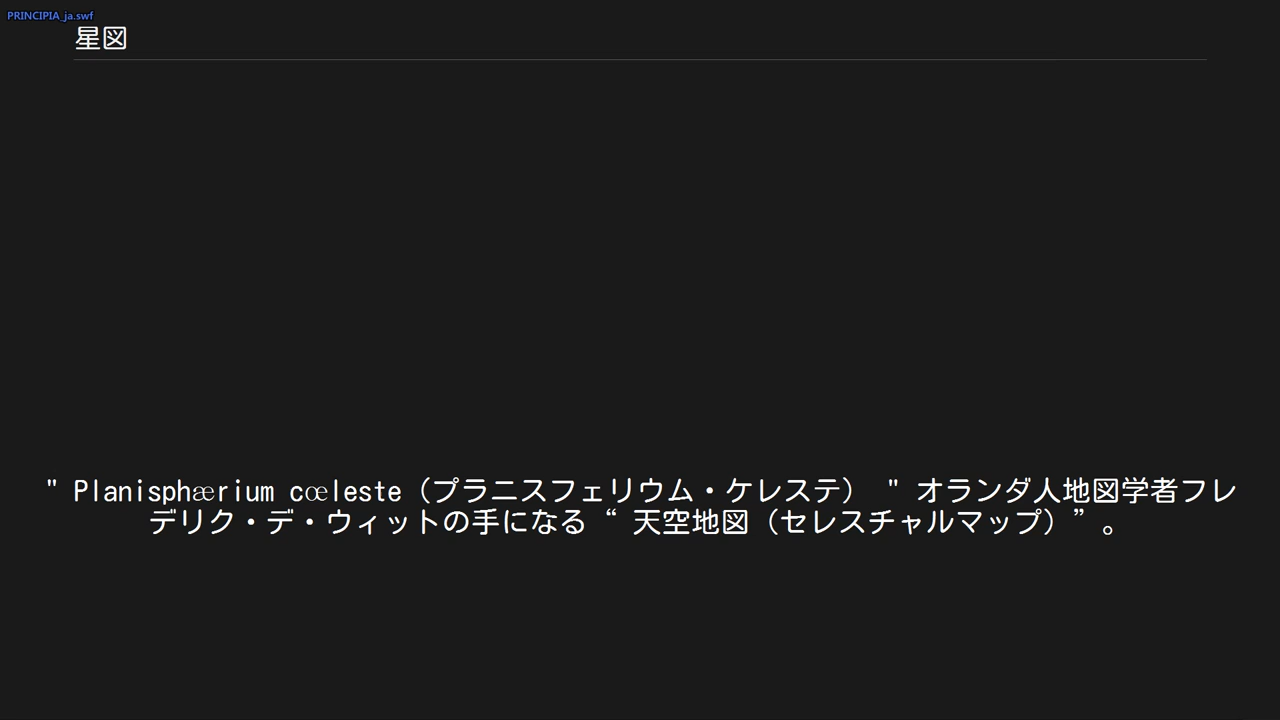 PRINCIPIA_ja.swf
星図
" Planisphærium cœleste（プラニスフェリウム・ケレステ） " オランダ人地図学者フレ
デリク・デ・ウィットの手になる “ 天空地図（セレスチャルマップ）” 。